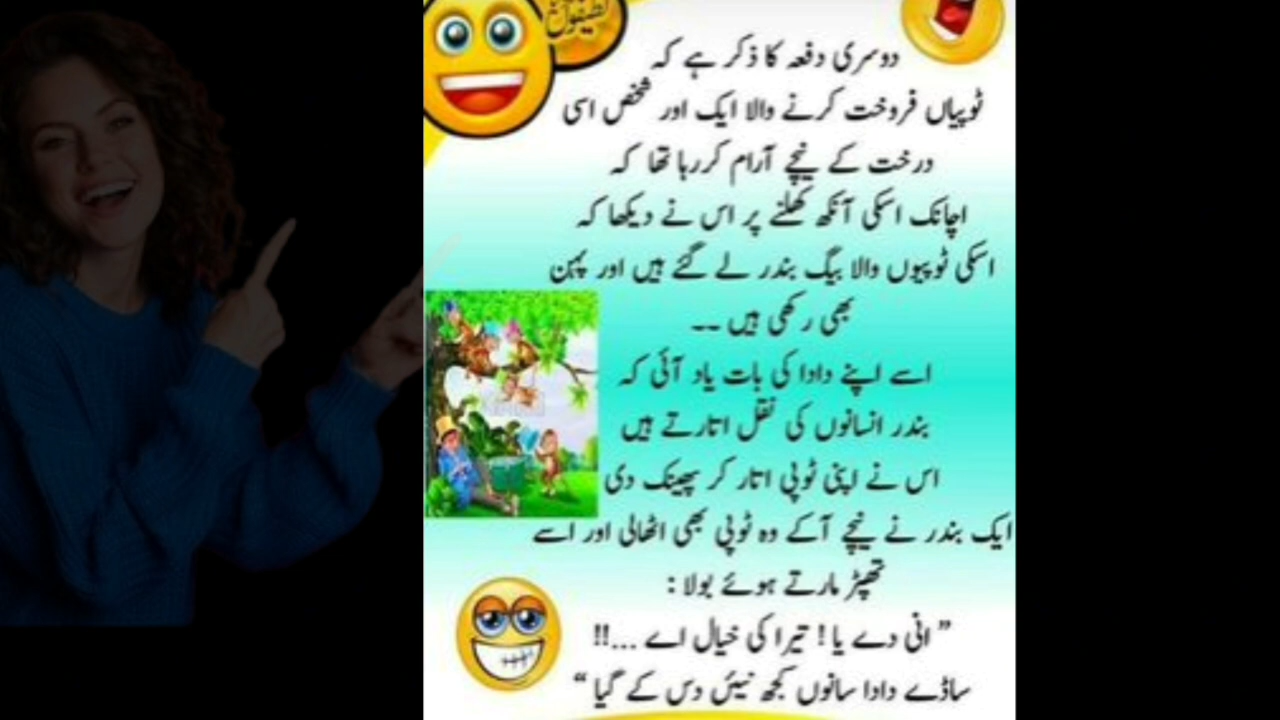 لطیفوں
دوسری دفعہ کا ذکر ہے کہ
ٹوپیاں فروخت کرنے والا ایک اور شخص اسی
درخت کے نیچے آرام کررہا تھا کہ
اچانک اسکی آنکھ کھلنے پر اس نے دیکھا کہ
اسکی ٹوپیوں والا بیگ بندر لے گئے ہیں اور پہن
بھی رکھی ہیں --
اسے اپنے دادا کی بات یاد آئی کہ
بندر انسانوں کی نقل اتارتے ہیں
اس نے اپنی ٹوپی اتار کر پھینک دی
ایک بندر نے نیچے آکے وہ ٹوپی بھی اٹھالی اور اسے
تھپڑ مارتے ہوئے بولا :
” انی دے یا ! تیرا کی خیال اے ...!!
ساڈے دادا سانوں کجھ نیئں دس کے گیا “